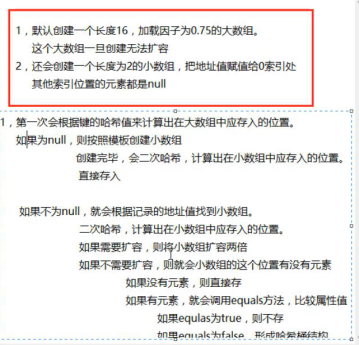 1，默认创建一个长度16，加载因子为0.75的大数组。
这个大数组一旦创建无法扩容
2，还会创建一个长度为2的小数组，把地址值赋值给0索引处
其他索引位置的元素都是null
1，第一次会根据键的哈希值来计算出在大数组中应存入的位置。
如果为null，则按照模板创建小数组
创建完毕，会二次哈希，计算出在小数组中应存入的位置。
直接存入
如果不为null，就会根据记录的地址值找到小数组。
二次哈希，计算出在小数组中应存入的位置。
如果需要扩容，则将小数组扩容两倍
如果不需要扩容，则就会小数组的这个位置有没有元素
如果没有元素，则直接存
如果有元素，就会调用equals方法，比较属性值
如果equlas为true，则不存
如果equals为false，形成哈希桶结构